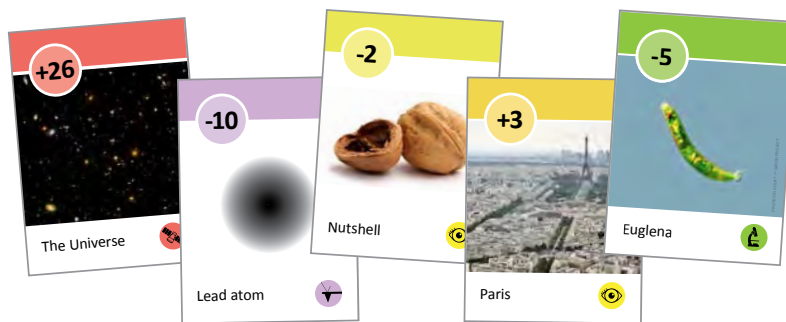 +26
The Universe
-10
Lead atom
-2
Nutshell
+3
Paris
-5
Euglena